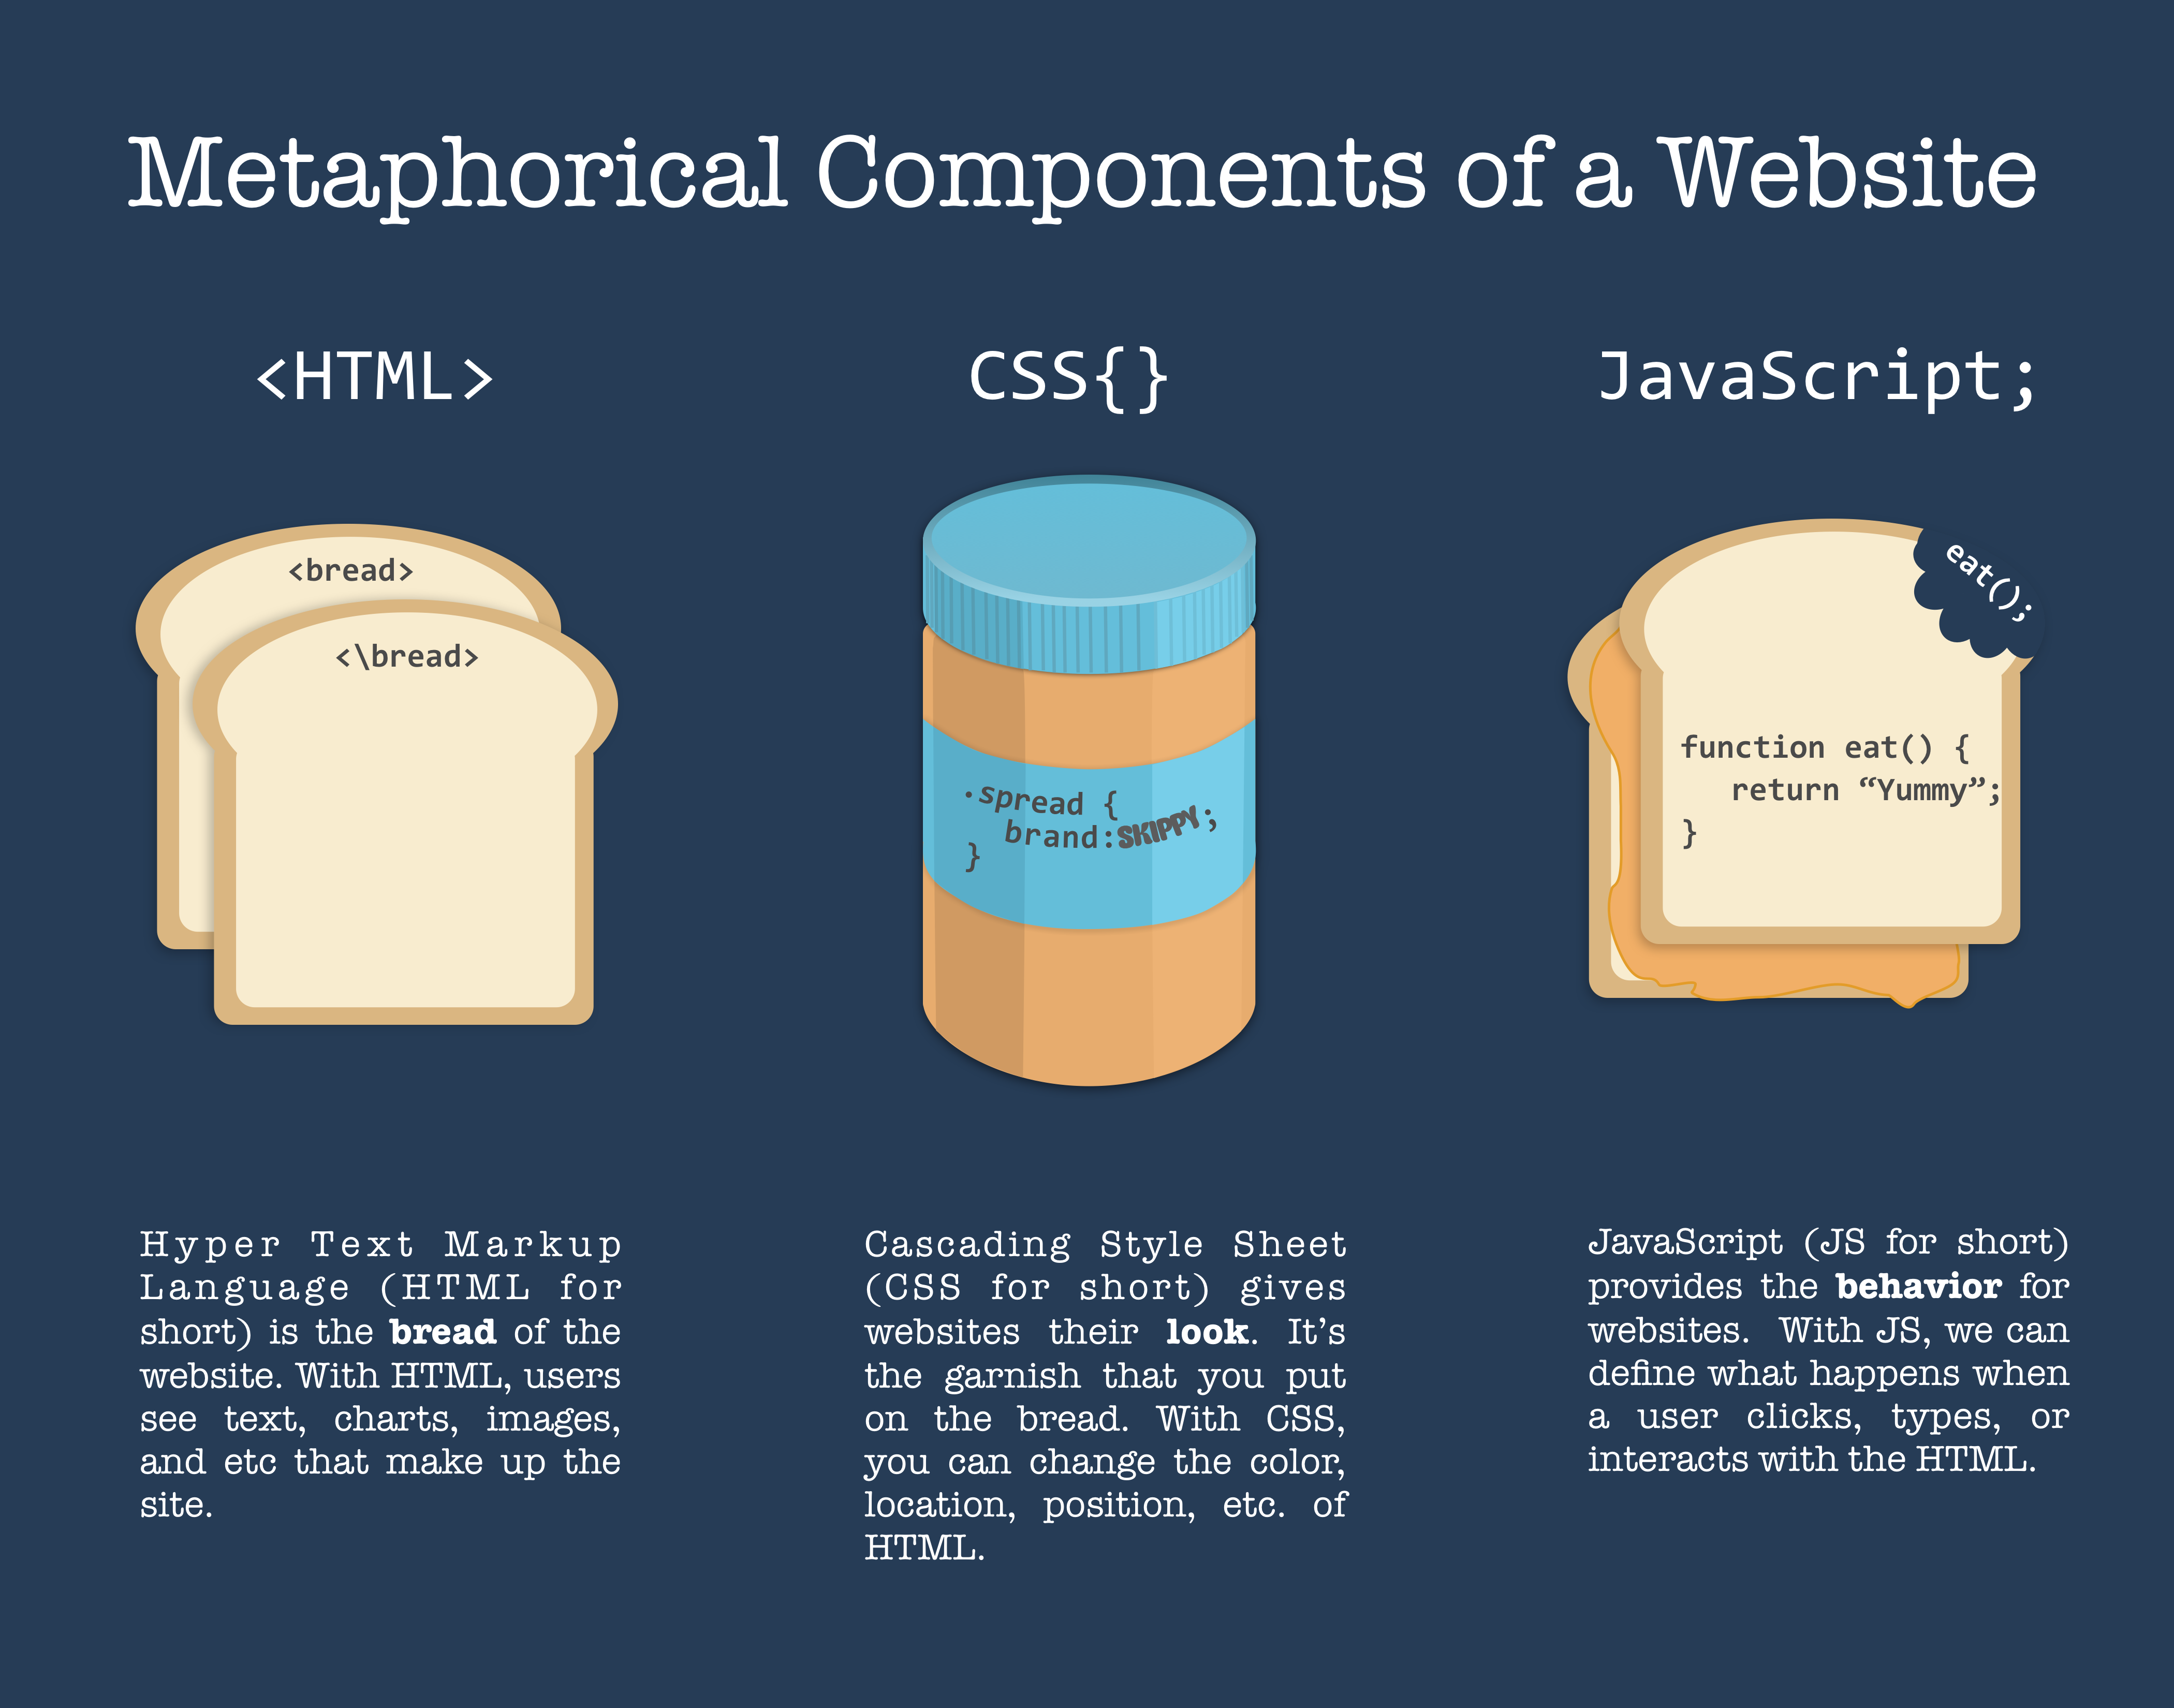 Metaphorical Components of a Website
<HTML>
<bread>
<\bread>
Hyper Text Markup
Language (HTML for
short) is the bread of the
website. With HTML, users
see text, charts, images,
and etc that make up the
site.
CSS{}
.spread {
brand:SKIPPY;
}
Cascading Style Sheet
(CSS for short) gives
websites their look. It’s
the garnish that you put
on the bread. With CSS,
you can change the color,
location, position, etc. of
HTML.
JavaScript;
eat();
function eat() {
return “Yummy”;
}
JavaScript (JS for short)
provides the behavior for
websites.  With JS, we can
define what happens when
a user clicks, types, or
interacts with the HTML.